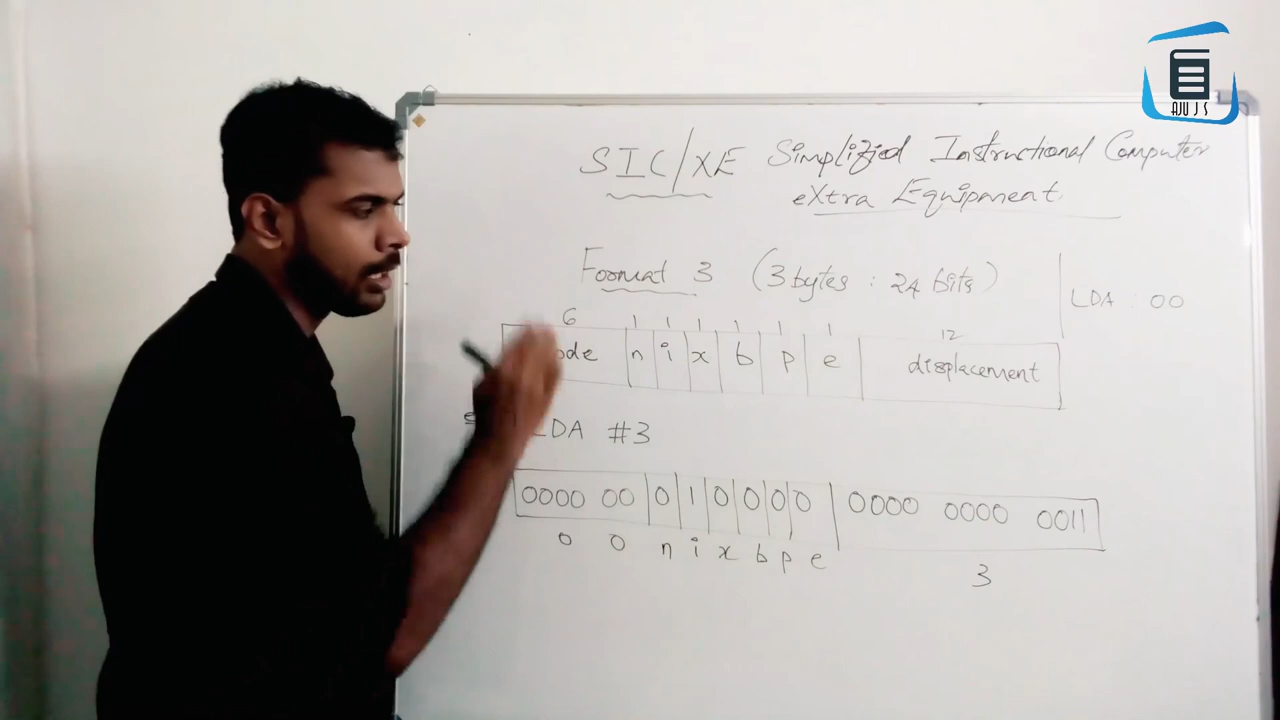 AJU J S
SIC/XE Simplified Instructional Computer
eXtra Equipment
Format 3 (3 bytes : 24 bits)
LDA : 00
6 1 1 1 1 1 1 12
n i x b p e displacement
LDA #3
0000 00 0 1 0 0 0 0 0000 0000 0011
0 0 n i x b p e 3